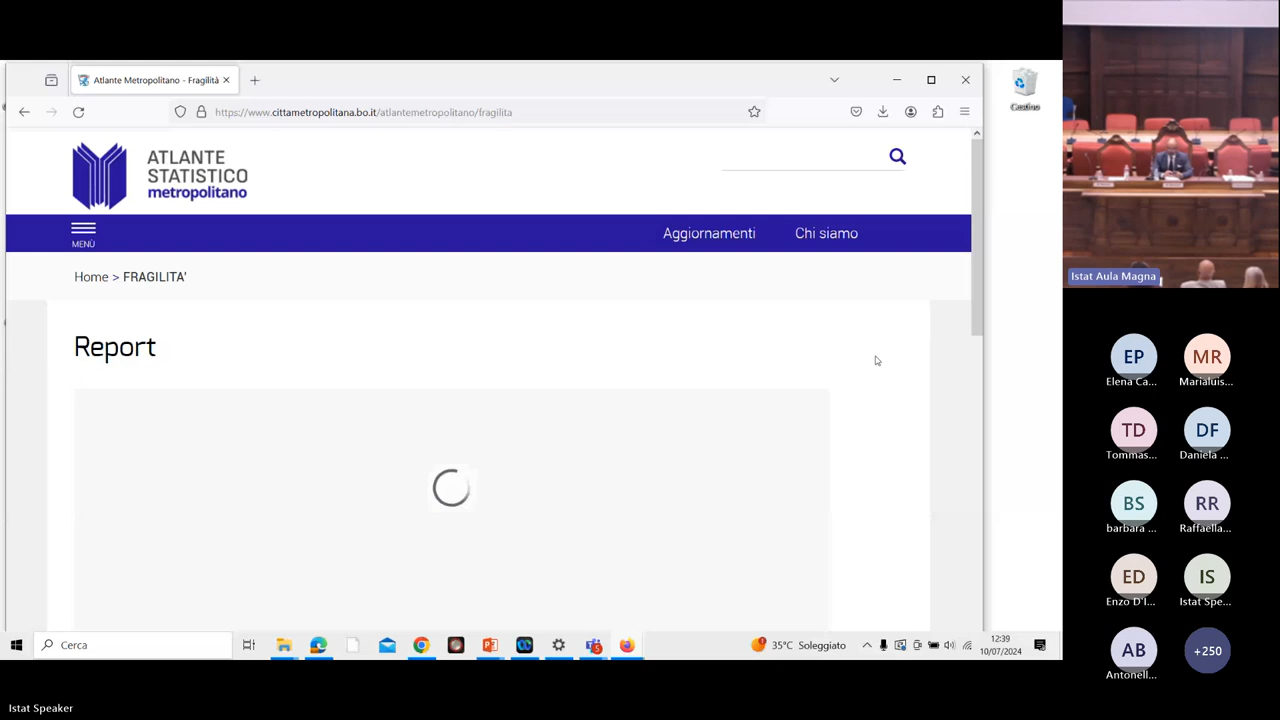 Atlante Metropolitano - Fragilità
https://www.cittametropolitana.bo.it/atlantemetropolitano/fragilita
Cestino
ATLANTE
STATISTICO
metropolitano
MENÙ
Aggiornamenti
Chi siamo
Home > FRAGILITA'
Report
Cerca
35°C Soleggiato
12:39
10/07/2024
Istat Aula Magna
EP
Elena Ca...
MR
Marialuis...
TD
Tommas...
DF
Daniela ...
BS
barbara ...
RR
Raffaella...
ED
Enzo D'I...
IS
Istat Spe...
AB
Antonell...
+250
Istat Speaker